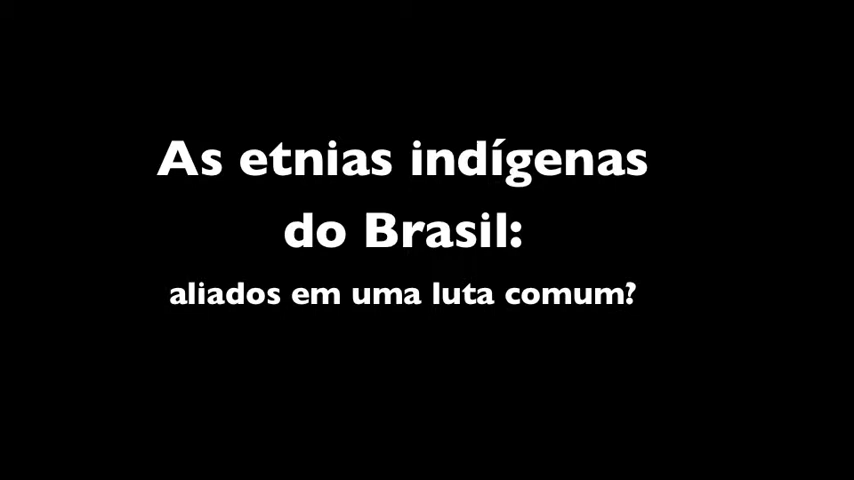 As etnias indígenas
do Brasil:
aliados em uma luta comum?